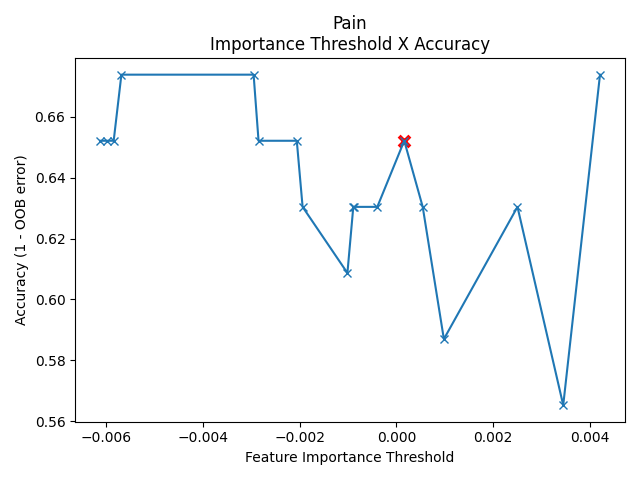 Pain
Importance Threshold X Accuracy
Accuracy (1 - OOB error)
0.66
0.64
0.62
0.60
0.58
0.56
−0.006 −0.004 −0.002 0.000 0.002 0.004
Feature Importance Threshold